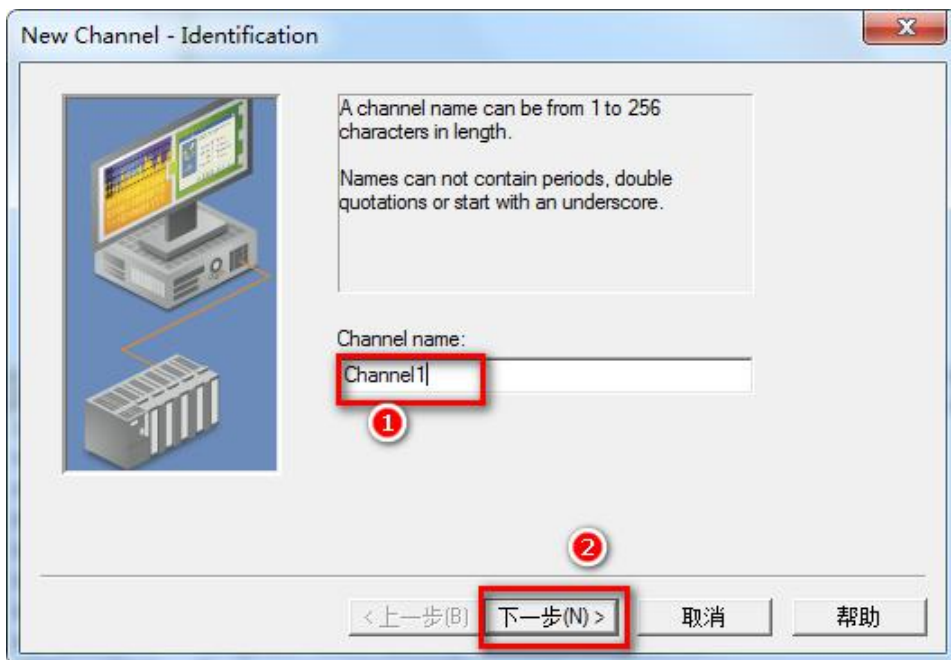 New Channel - Identification
A channel name can be from 1 to 256
characters in length.
Names can not contain periods, double
quotations or start with an underscore.
Channel name:
Channel1
1
2
<上一步(B)
下一步(N) >
取消
帮助